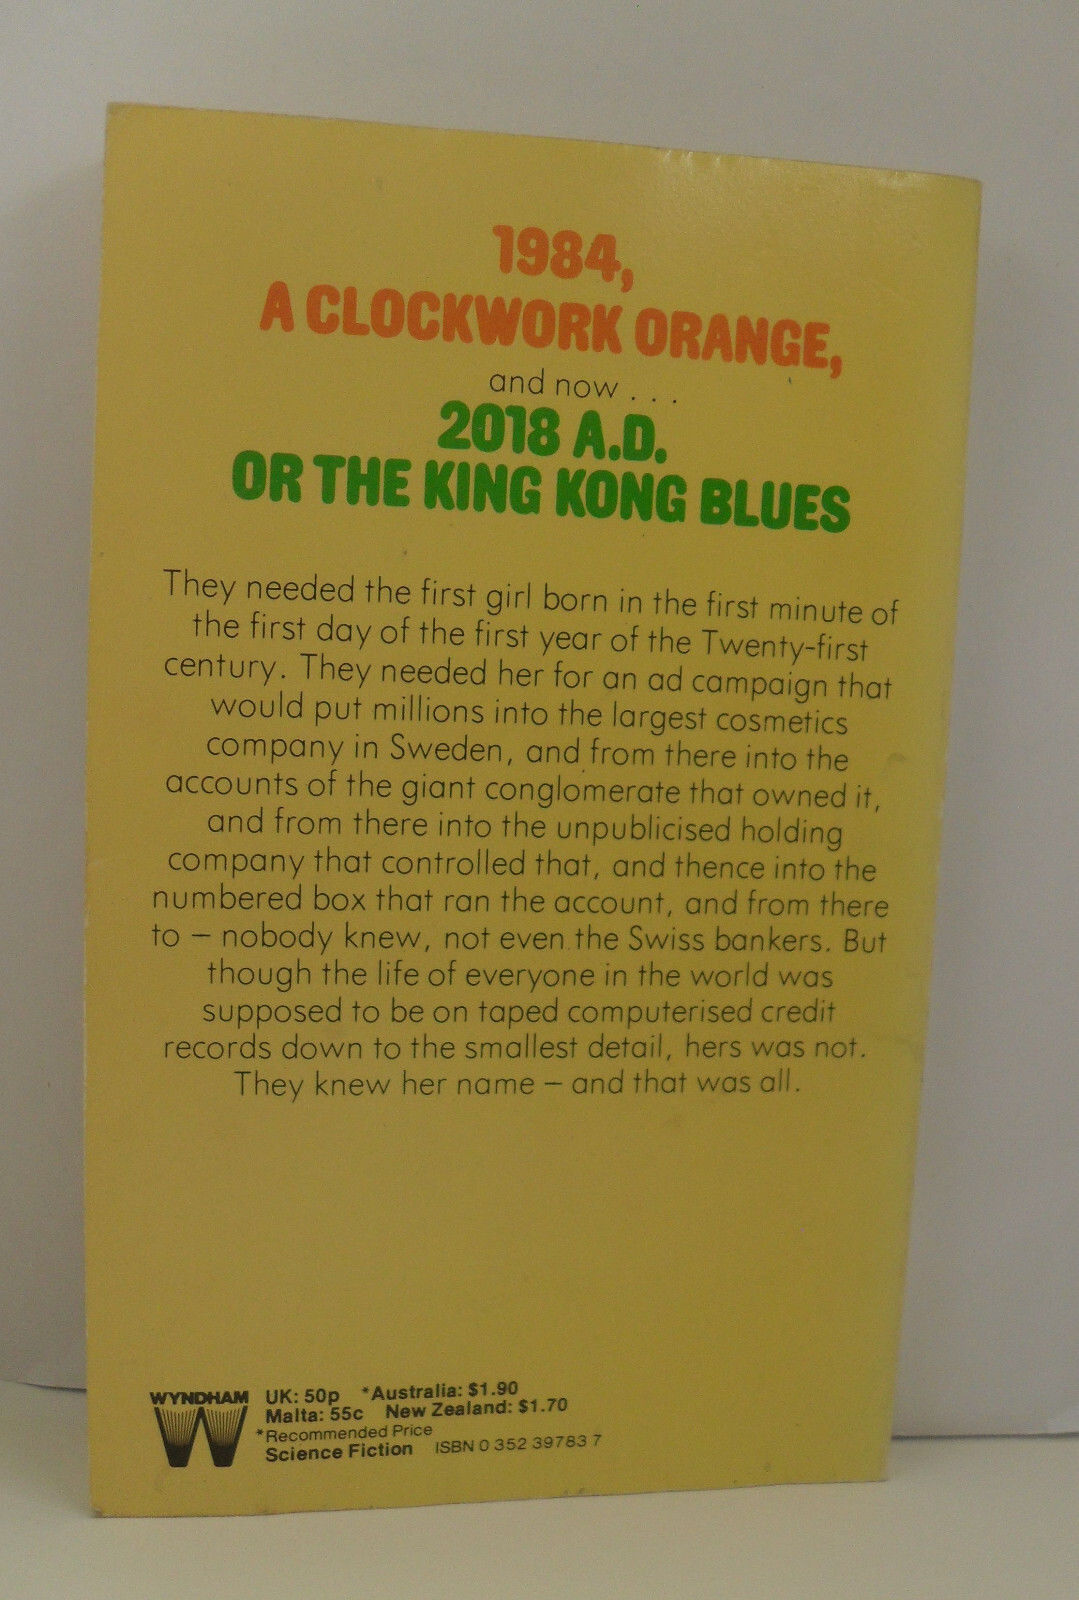 1984,
A CLOCKWORK ORANGE,
and now . . .
2018 A.D.
OR THE KING KONG BLUES
They needed the first girl born in the first minute of
the first day of the first year of the Twenty-first
century. They needed her for an ad campaign that
would put millions into the largest cosmetics
company in Sweden, and from there into the
accounts of the giant conglomerate that owned it,
and from there into the unpublicised holding
company that controlled that, and thence into the
numbered box that ran the account, and from there
to – nobody knew, not even the Swiss bankers. But
though the life of everyone in the world was
supposed to be on taped computerised credit
records down to the smallest detail, hers was not.
They knew her name – and that was all.
WYNDHAM
W
UK: 50p *Australia: $1.90
Malta: 55c New Zealand: $1.70
*Recommended Price
Science Fiction ISBN 0 352 39783 7